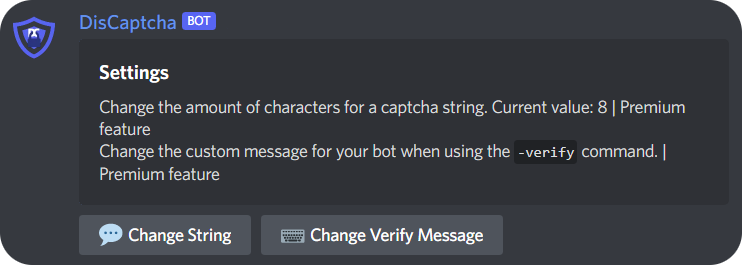 DisCaptcha BOT
Settings
Change the amount of characters for a captcha string. Current value: 8 | Premium
feature
Change the custom message for your bot when using the -verify command. |
Premium feature
Change String Change Verify Message